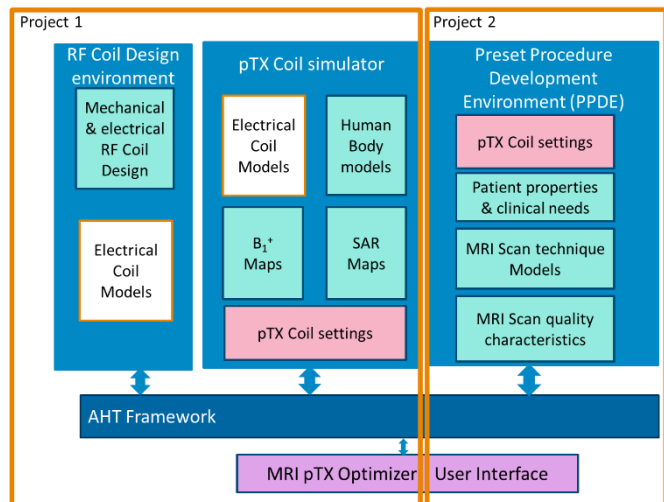 Project 1
Project 2
RF Coil Design
environment
Mechanical
& electrical
RF Coil
Design
Electrical
Coil
Models
pTX Coil simulator
Electrical
Coil
Models
Human
Body
models
B₁⁺
Maps
SAR
Maps
pTX Coil settings
Preset Procedure
Development
Environment (PPDE)
pTX Coil settings
Patient properties
& clinical needs
MRI Scan technique
Models
MRI Scan quality
characteristics
AHT Framework
MRI pTX Optimizer User Interface